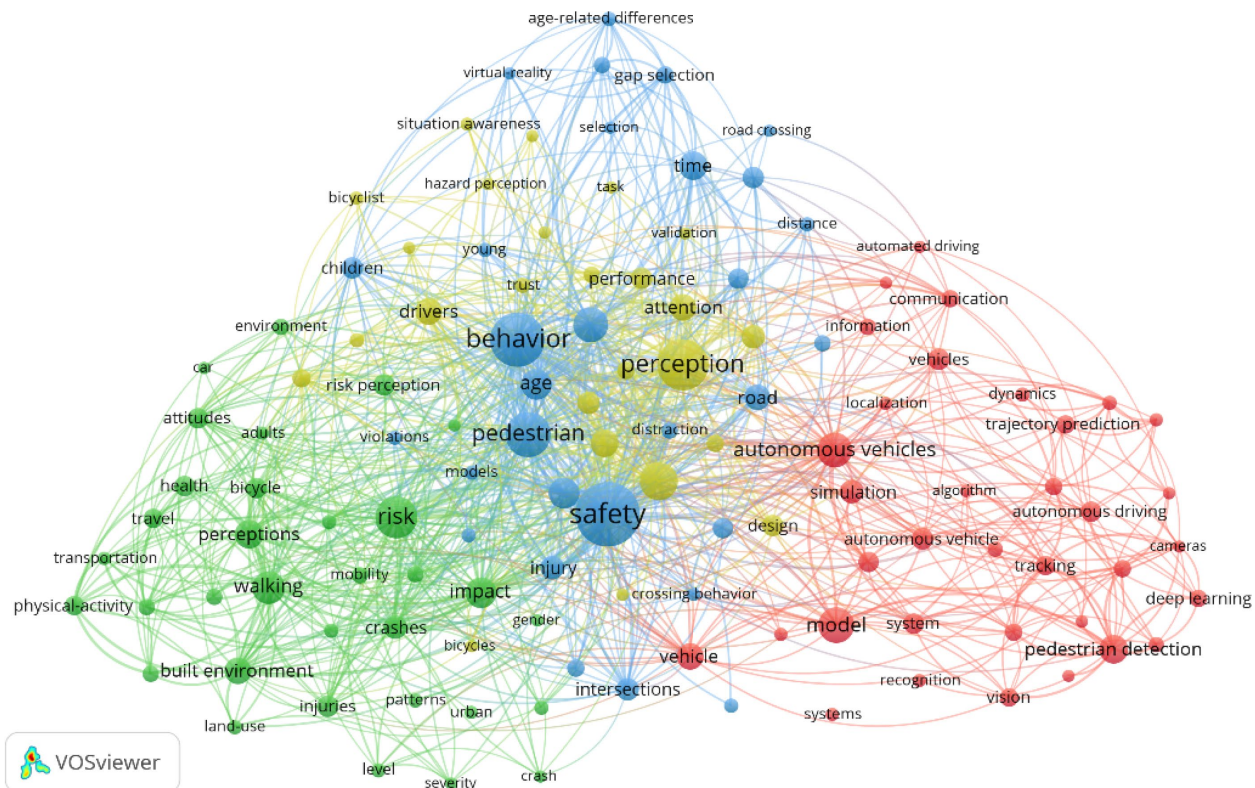 age-related differences
virtual-reality
gap selection
situation awareness
selection
road crossing
time
hazard perception
task
bicyclist
distance
validation
young
automated driving
children
performance
trust
communication
attention
drivers
environment
information
behavior
vehicles
perception
car
risk perception
age
dynamics
road
localization
attitudes
trajectory prediction
adults
violations
pedestrian
distraction
autonomous vehicles
models
health
bicycle
simulation
algorithm
autonomous driving
safety
risk
travel
design
perceptions
autonomous vehicle
cameras
transportation
injury
tracking
mobility
walking
impact
crossing behavior
deep learning
physical-activity
gender
crashes
model
system
bicycles
pedestrian detection
vehicle
built environment
recognition
intersections
vision
patterns
injuries
urban
systems
land-use
level
crash
severity
VOSviewer